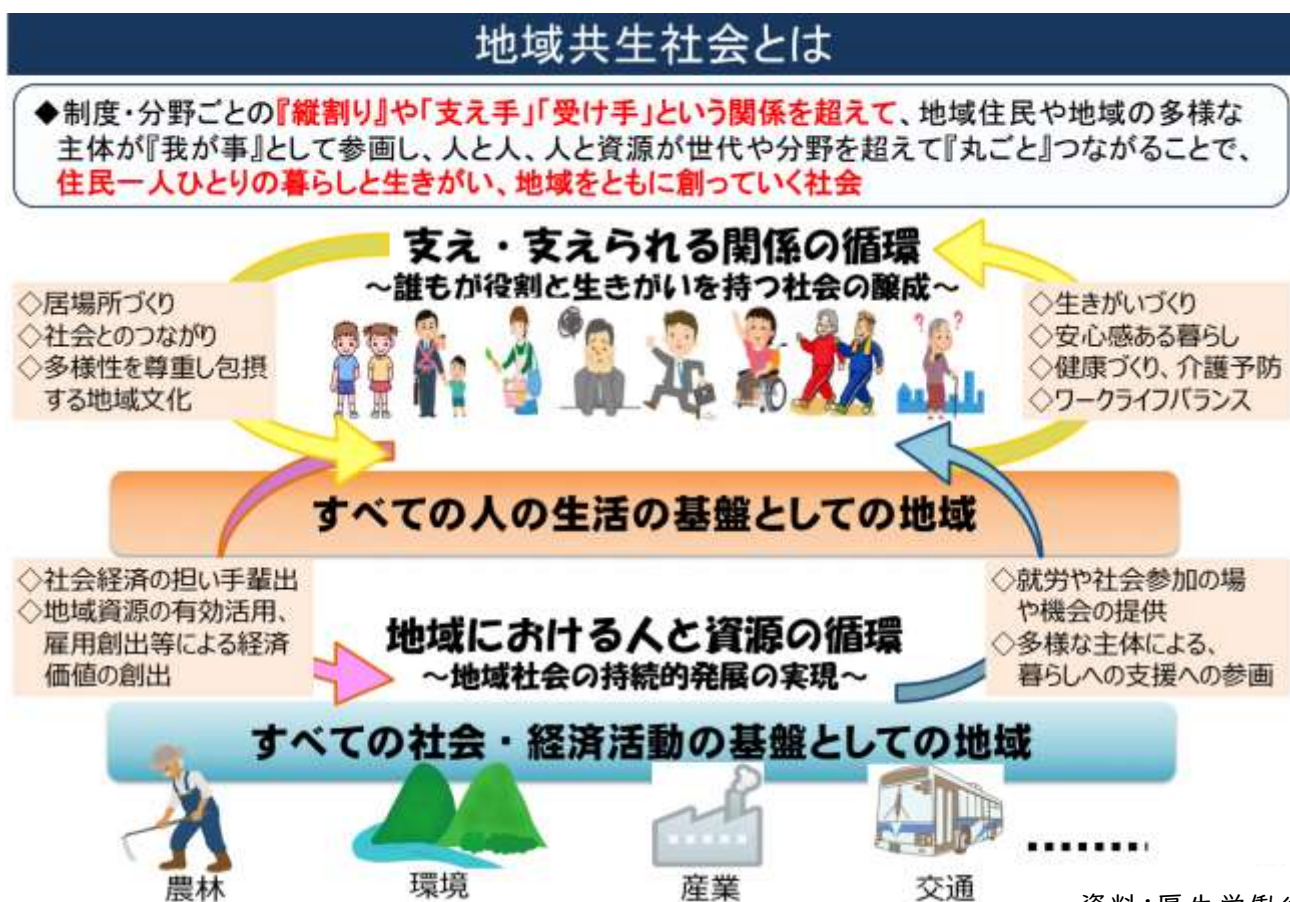 地域共生社会とは
◆制度・分野ごとの『縦割り』や「支え手」「受け手」という関係を超えて、地域住民や地域の多様な
主体が『我が事』として参画し、人と人、人と資源が世代や分野を超えて『丸ごと』つながることで、
住民一人ひとりの暮らしと生きがい、地域をともに創っていく社会
支え・支えられる関係の循環
～誰もが役割と生きがいを持つ社会の醸成～
◇居場所づくり
◇社会とのつながり
◇多様性を尊重し包摂
する地域文化
◇生きがいづくり
◇安心感ある暮らし
◇健康づくり、介護予防
◇ワークライフバランス
すべての人の生活の基盤としての地域
◇社会経済の担い手輩出
◇地域資源の有効活用、
雇用創出等による経済
価値の創出
地域における人と資源の循環
～地域社会の持続的発展の実現～
◇就労や社会参加の場
や機会の提供
◇多様な主体による、
暮らしへの支援への参画
すべての社会・経済活動の基盤としての地域
農林
環境
産業
交通
資料：厚生労働